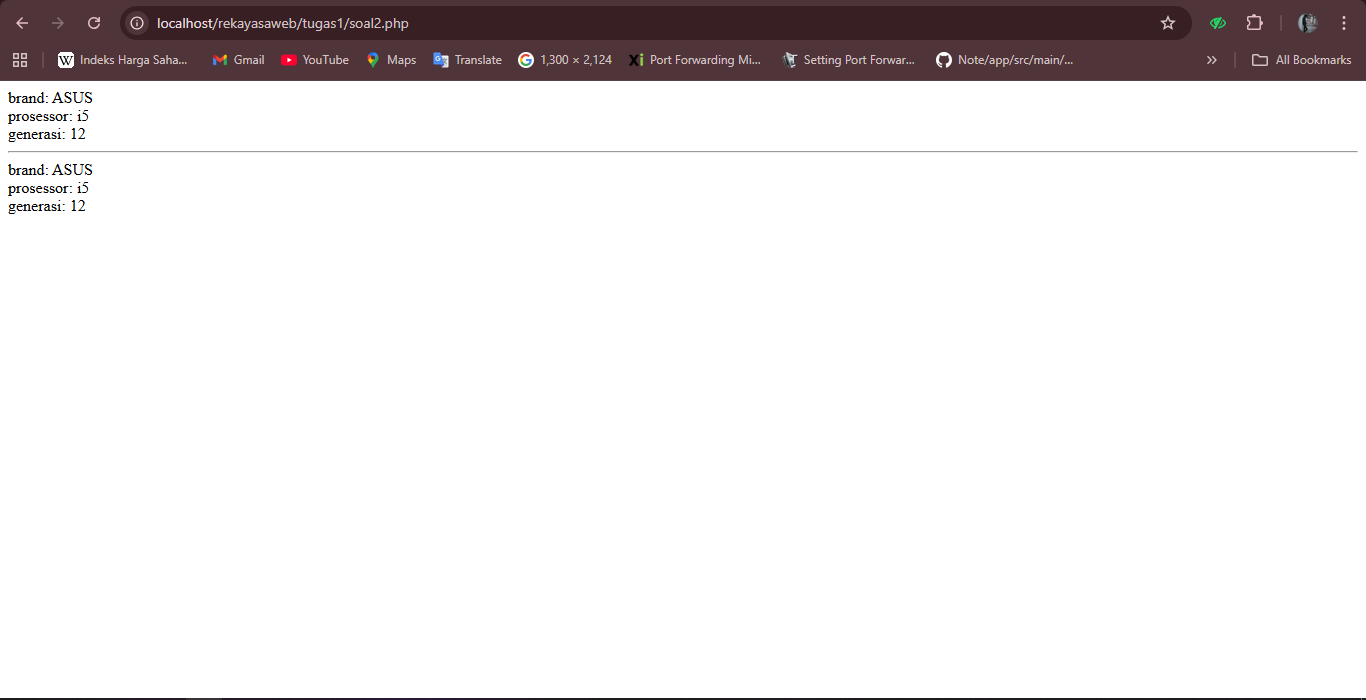 localhost/rekayasaweb/tugas1/soal2.php
Indeks Harga Saha... Gmail YouTube Maps Translate 1,300 × 2,124 Port Forwarding Mi... Setting Port Forwar... Note/app/src/main/... » All Bookmarks
brand: ASUS
prosessor: i5
generasi: 12
brand: ASUS
prosessor: i5
generasi: 12